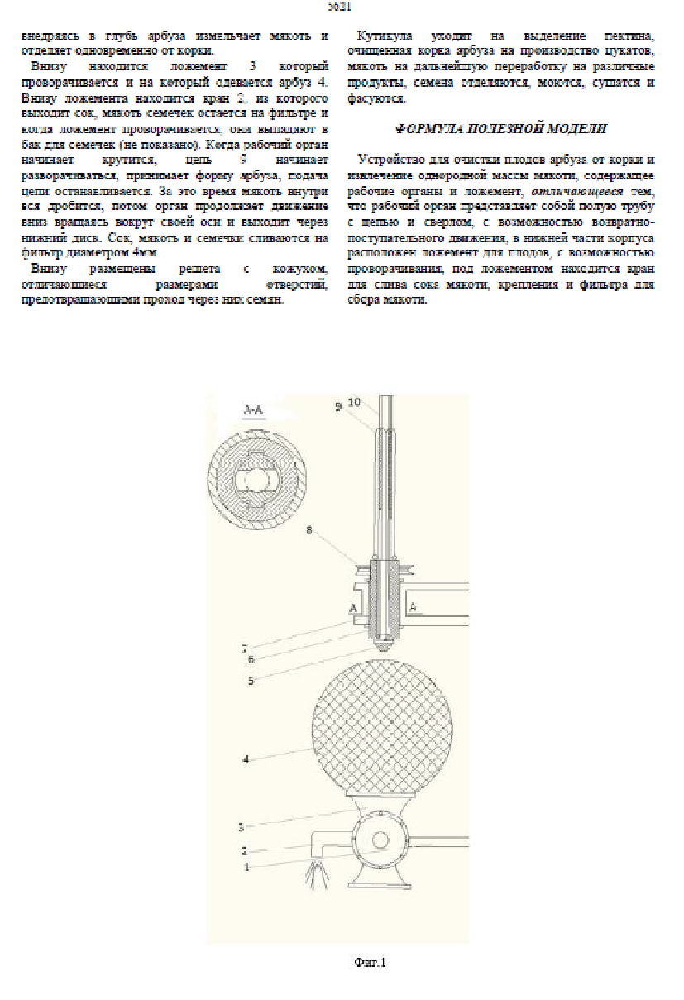 5621
внедряясь в глубь арбуза измельчает мякоть и
отделяет одновременно от корки.
Внизу находится ложемент 3 который
проворачивается и на который одевается арбуз 4.
Внизу ложемента находится кран 2, из которого
выходит сок, мякоть семечек остается на фильтре и
когда ложемент проворачивается, они выпадают в
бак для семечек (не показано). Когда рабочий орган
начинает крутится, цепь 9 начинает
разворачиваться, принимает форму арбуза, подача
цепи останавливается. За это время мякоть внутри
вся дробится, потом орган продолжает движение
вниз вращаясь вокруг своей оси и выходит через
нижний диск. Сок, мякоть и семечки сливаются на
фильтр диаметром 4мм.
Внизу размещены решета с кожухом,
отличающиеся размерами отверстий,
предотвращающими проход через них семян.
Кутикула уходит на выделение пектина,
очищенная корка арбуза на производство цукатов,
мякоть на дальнейшую переработку на различные
продукты, семена отделяются, моются, сушатся и
фасуются.
ФОРМУЛА ПОЛЕЗНОЙ МОДЕЛИ
Устройство для очистки плодов арбуза от корки и
извлечение однородной массы мякоти, содержащее
рабочие органы и ложемент, отличающееся тем,
что рабочий орган представляет собой полую трубу
с цепью и сверлом, с возможностью возвратно-
поступательного движения, в нижней части корпуса
расположен ложемент для плодов, с возможностью
проворачивания, под ложементом находится кран
для слива сока мякоти, крепления и фильтра для
сбора мякоти.
А-А
9 10
8
А А
7
6
5
4
3
2
1
Фиг.1